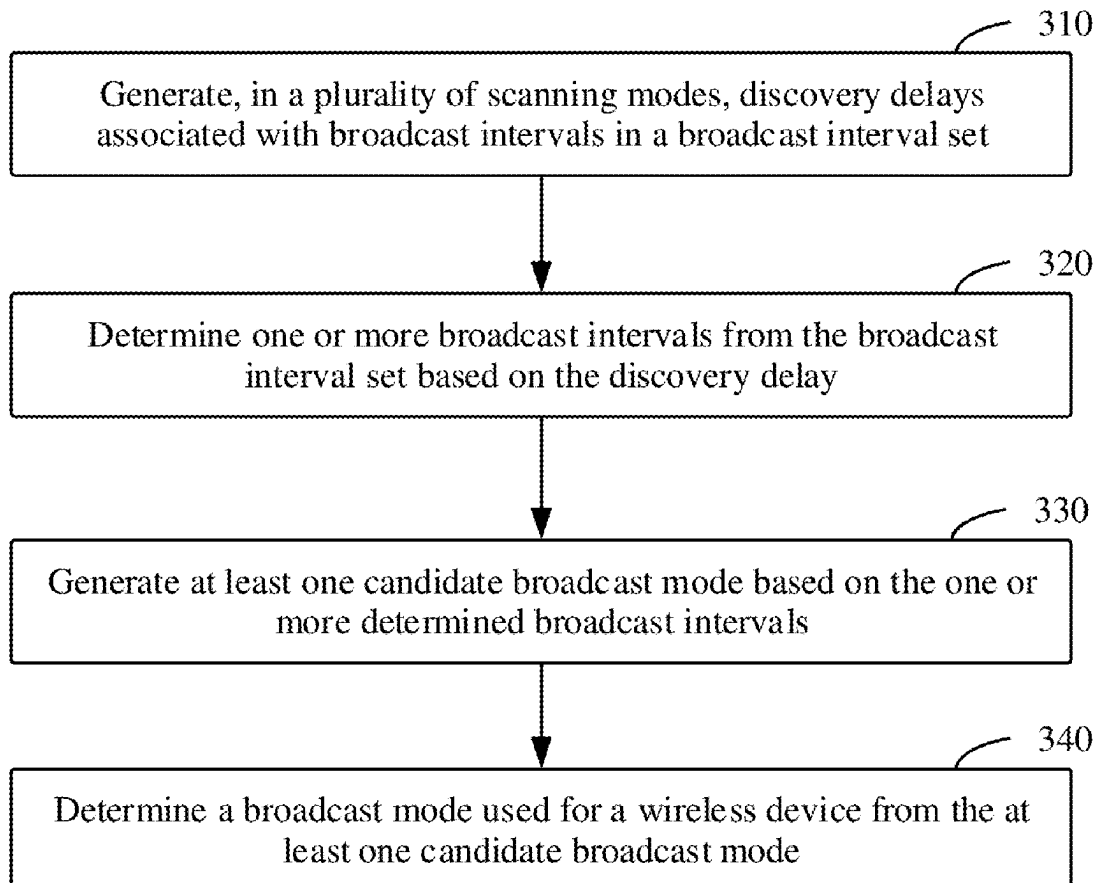 310
Generate, in a plurality of scanning modes, discovery delays
associated with broadcast intervals in a broadcast interval set
320
Determine one or more broadcast intervals from the broadcast
interval set based on the discovery delay
330
Generate at least one candidate broadcast mode based on the one or
more determined broadcast intervals
340
Determine a broadcast mode used for a wireless device from the at
least one candidate broadcast mode